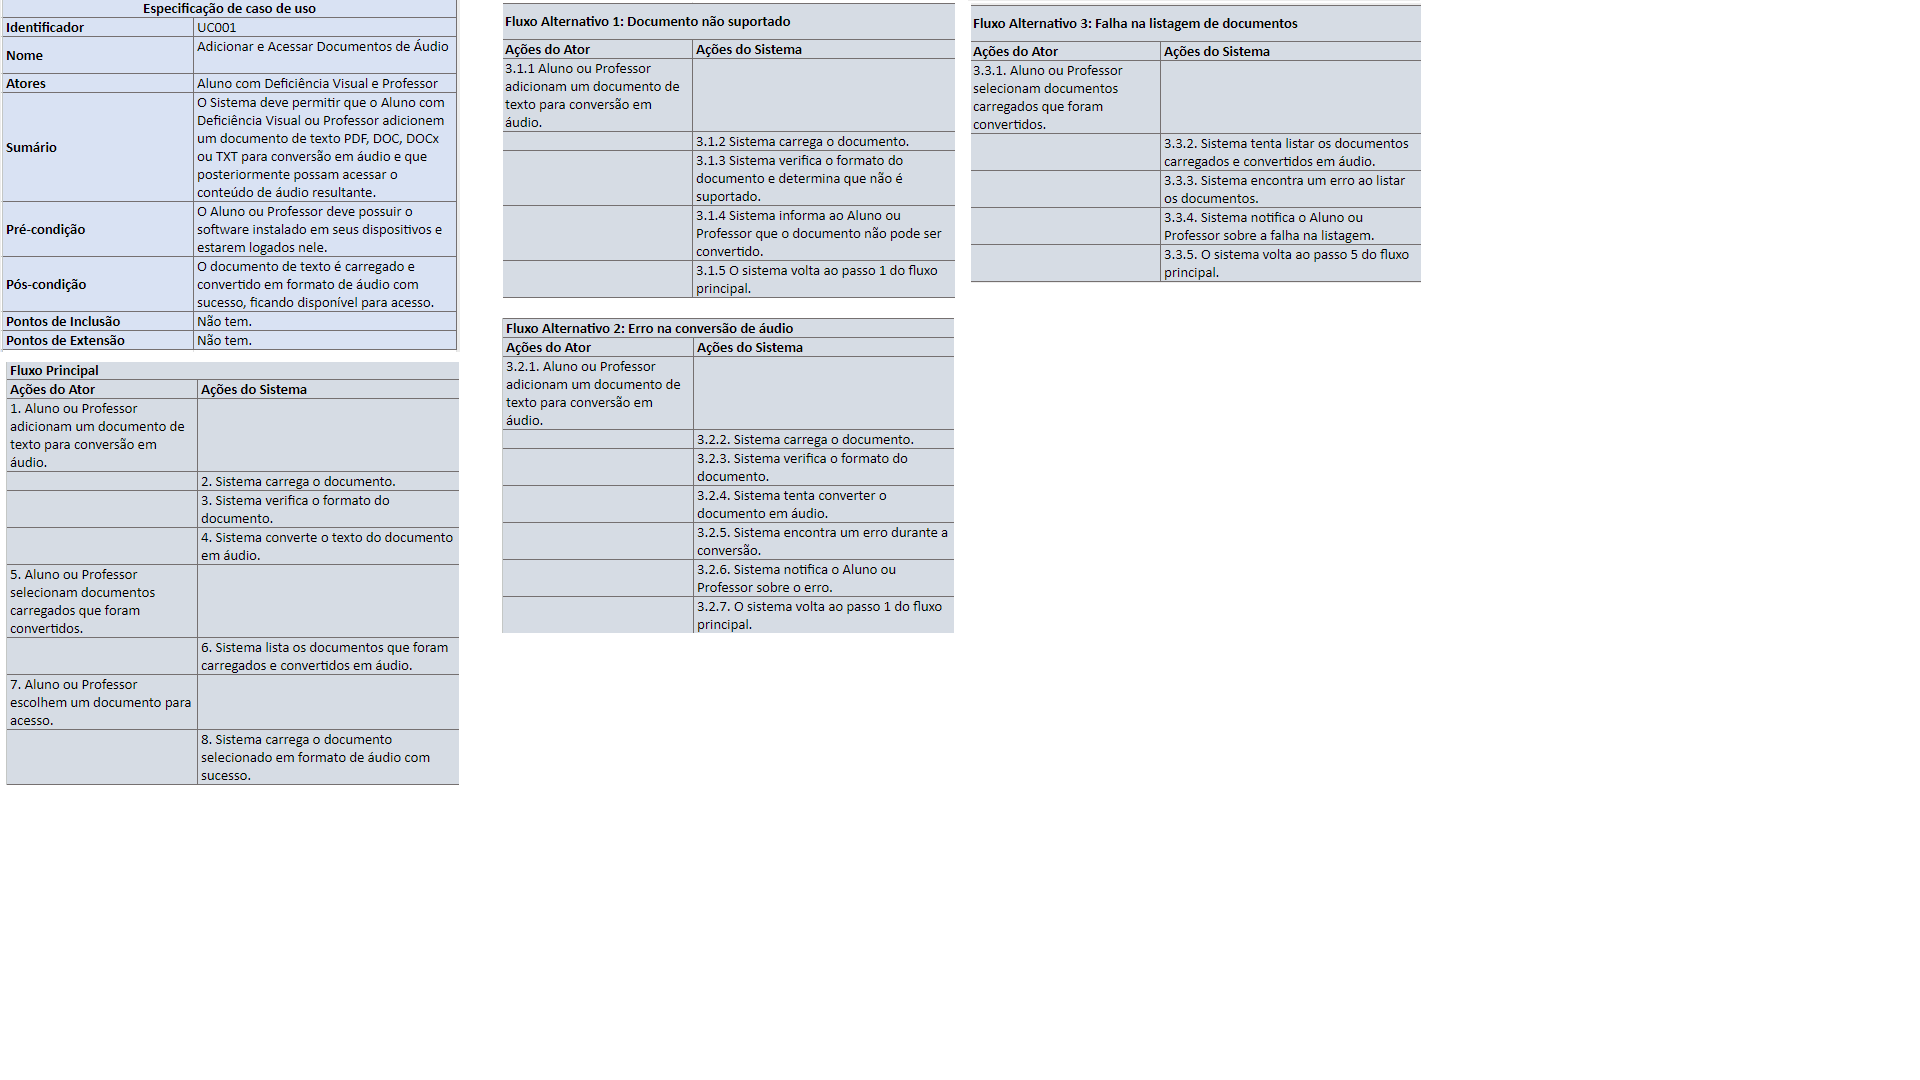 Especificação de caso de uso
Identificador UC001
Nome Adicionar e Acessar Documentos de Áudio
Atores Aluno com Deficiência Visual e Professor
Sumário
O Sistema deve permitir que o Aluno com
Deficiência Visual ou Professor adicionem
um documento de texto PDF, DOC, DOCx
ou TXT para conversão em áudio e que
posteriormente possam acessar o
conteúdo de áudio resultante.
Pré-condição
O Aluno ou Professor deve possuir o
software instalado em seus dispositivos e
estarem logados nele.
Pós-condição
O documento de texto é carregado e
convertido em formato de áudio com
sucesso, ficando disponível para acesso.
Pontos de Inclusão Não tem.
Pontos de Extensão Não tem.
Fluxo Principal
Ações do Ator Ações do Sistema
1. Aluno ou Professor
adicionam um documento de
texto para conversão em
áudio.
2. Sistema carrega o documento.
3. Sistema verifica o formato do
documento.
4. Sistema converte o texto do documento
em áudio.
5. Aluno ou Professor
selecionam documentos
carregados que foram
convertidos.
6. Sistema lista os documentos que foram
carregados e convertidos em áudio.
7. Aluno ou Professor
escolhem um documento para
acesso.
8. Sistema carrega o documento
selecionado em formato de áudio com
sucesso.
Fluxo Alternativo 1: Documento não suportado
Ações do Ator Ações do Sistema
3.1.1 Aluno ou Professor
adicionam um documento de
texto para conversão em
áudio.
3.1.2 Sistema carrega o documento.
3.1.3 Sistema verifica o formato do
documento e determina que não é
suportado.
3.1.4 Sistema informa ao Aluno ou
Professor que o documento não pode ser
convertido.
3.1.5 O sistema volta ao passo 1 do fluxo
principal.
Fluxo Alternativo 2: Erro na conversão de áudio
Ações do Ator Ações do Sistema
3.2.1. Aluno ou Professor
adicionam um documento de
texto para conversão em
áudio.
3.2.2. Sistema carrega o documento.
3.2.3. Sistema verifica o formato do
documento.
3.2.4. Sistema tenta converter o
documento em áudio.
3.2.5. Sistema encontra um erro durante a
conversão.
3.2.6. Sistema notifica o Aluno ou
Professor sobre o erro.
3.2.7. O sistema volta ao passo 1 do fluxo
principal.
Fluxo Alternativo 3: Falha na listagem de documentos
Ações do Ator Ações do Sistema
3.3.1. Aluno ou Professor
selecionam documentos
carregados que foram
convertidos.
3.3.2. Sistema tenta listar os documentos
carregados e convertidos em áudio.
3.3.3. Sistema encontra um erro ao listar
os documentos.
3.3.4. Sistema notifica o Aluno ou
Professor sobre a falha na listagem.
3.3.5. O sistema volta ao passo 5 do fluxo
principal.